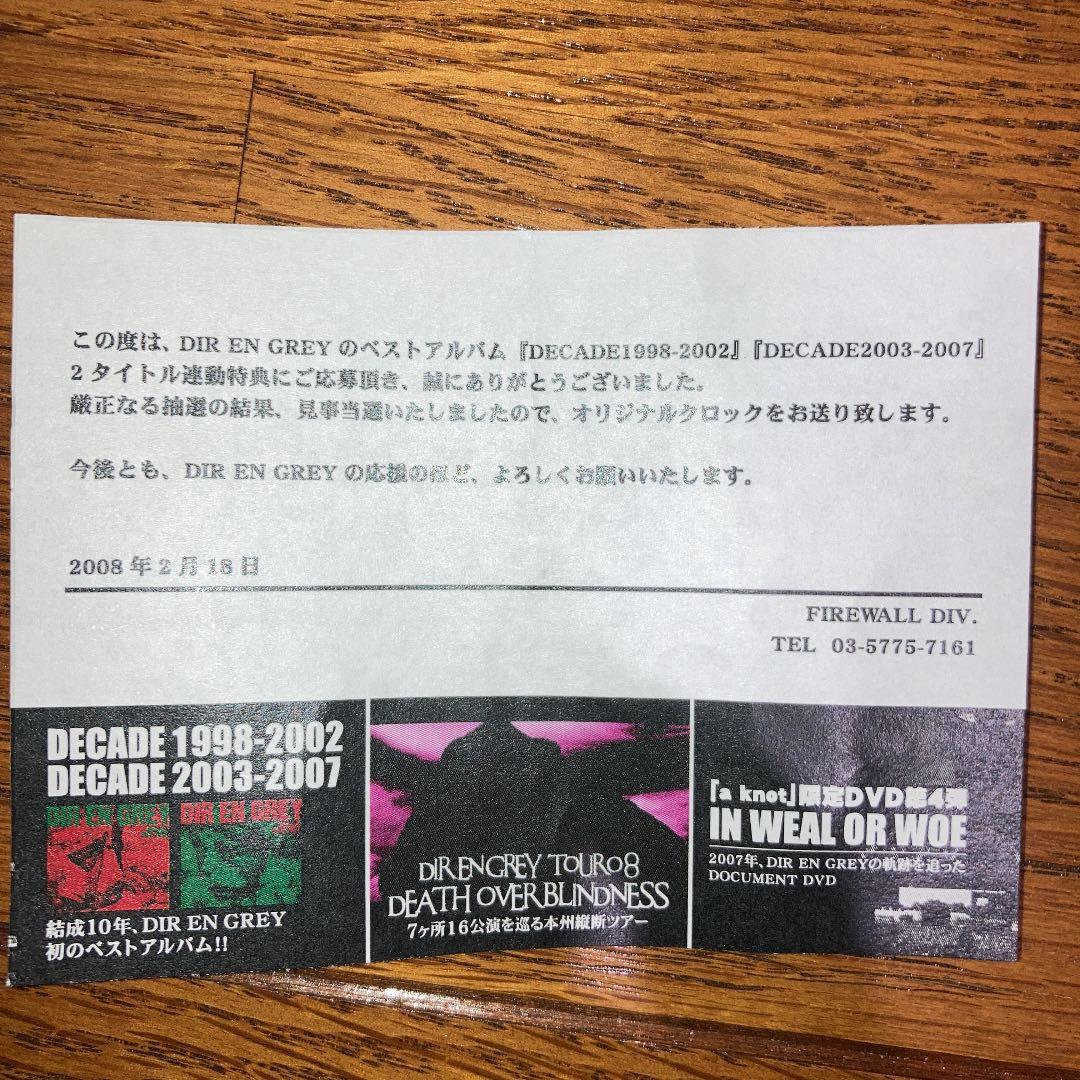 この度は、DIR EN GREYのベストアルバム『DECADE1998-2002』『DECADE2003-2007』
2タイトル連動特典にご応募頂き、誠にありがとうございました。
厳正なる抽選の結果、見事当選いたしましたので、オリジナルクロックをお送り致します。
今後とも、DIR EN GREYの応援のほど、よろしくお願いいたします。
2008年2月18日
FIREWALL DIV.
TEL 03-5775-7161
DECADE 1998-2002
DECADE 2003-2007
DIR EN GREY DIR EN GREY
結成10年、DIR EN GREY
初のベストアルバム!!
DIR EN GREY TOUR08
DEATH OVER BLINDNESS
7ヶ所16公演を巡る本州縦断ツアー
「a knot」限定DVD第4弾
IN WEAL OR WOE
2007年、DIR EN GREYの軌跡を追った
DOCUMENT DVD